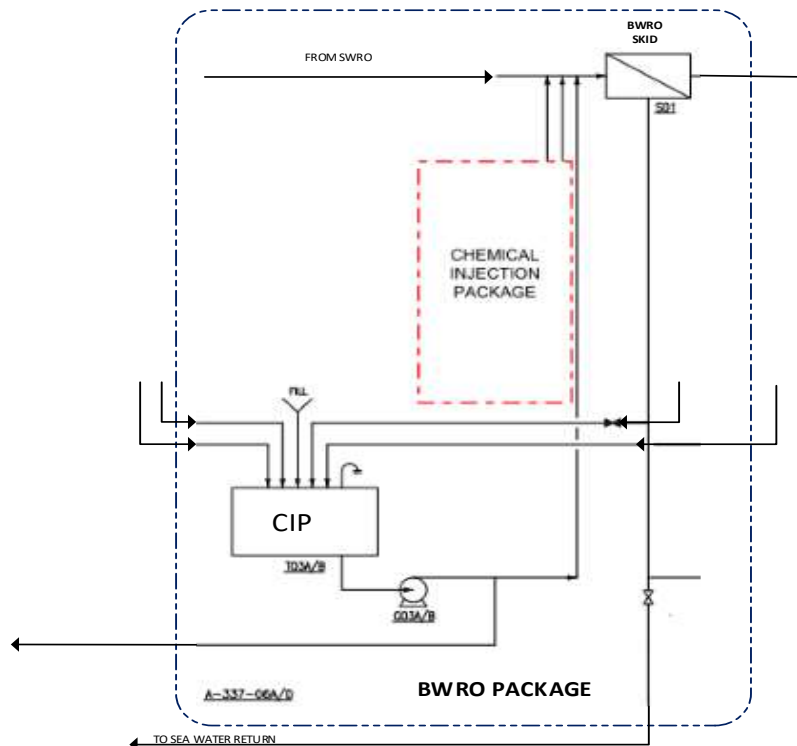 BWRO
SKID
FROM SWRO
S01
CHEMICAL
INJECTION
PACKAGE
FILL
CIP
T03A/B
G03A/B
A-337-06A/D
BWRO PACKAGE
TO SEA WATER RETURN